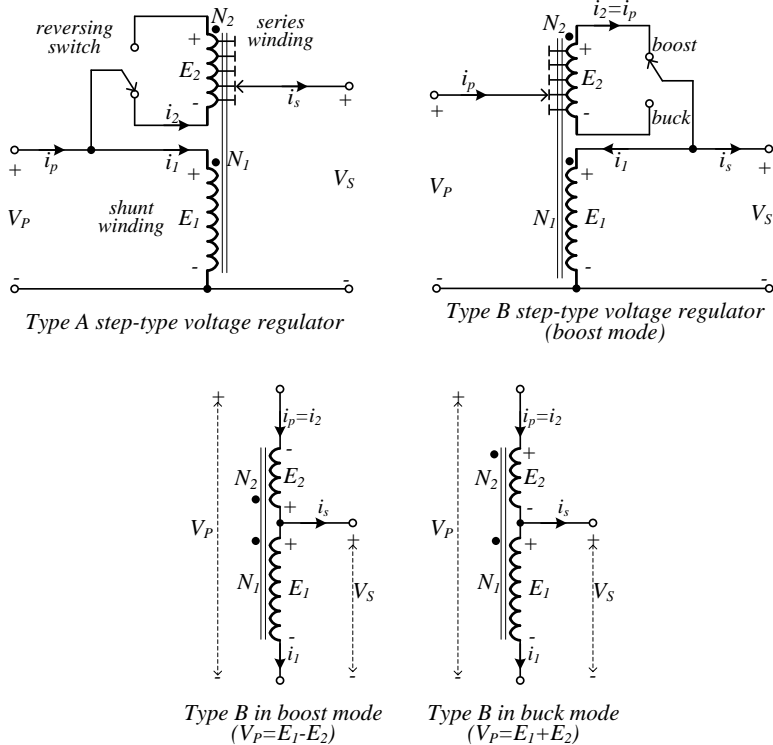 reversing
switch
N2
+
E2
-
i2
series
winding
is
+
+
ip
i1
N1
+
VP
shunt
winding
E1
VS
-
-
-
Type A step-type voltage regulator
i2=ip
N2
+
E2
-
boost
buck
ip
+
i1
is
+
+
VP
N1
E1
VS
-
-
-
Type B step-type voltage regulator
(boost mode)
+
ip=i2
-
N2
E2
+
is
VP
+
+
N1
E1
VS
-
i1
-
-
Type B in boost mode
(VP=E1-E2)
+
ip=i2
+
N2
E2
-
is
VP
+
+
N1
E1
VS
-
i1
-
-
Type B in buck mode
(VP=E1+E2)